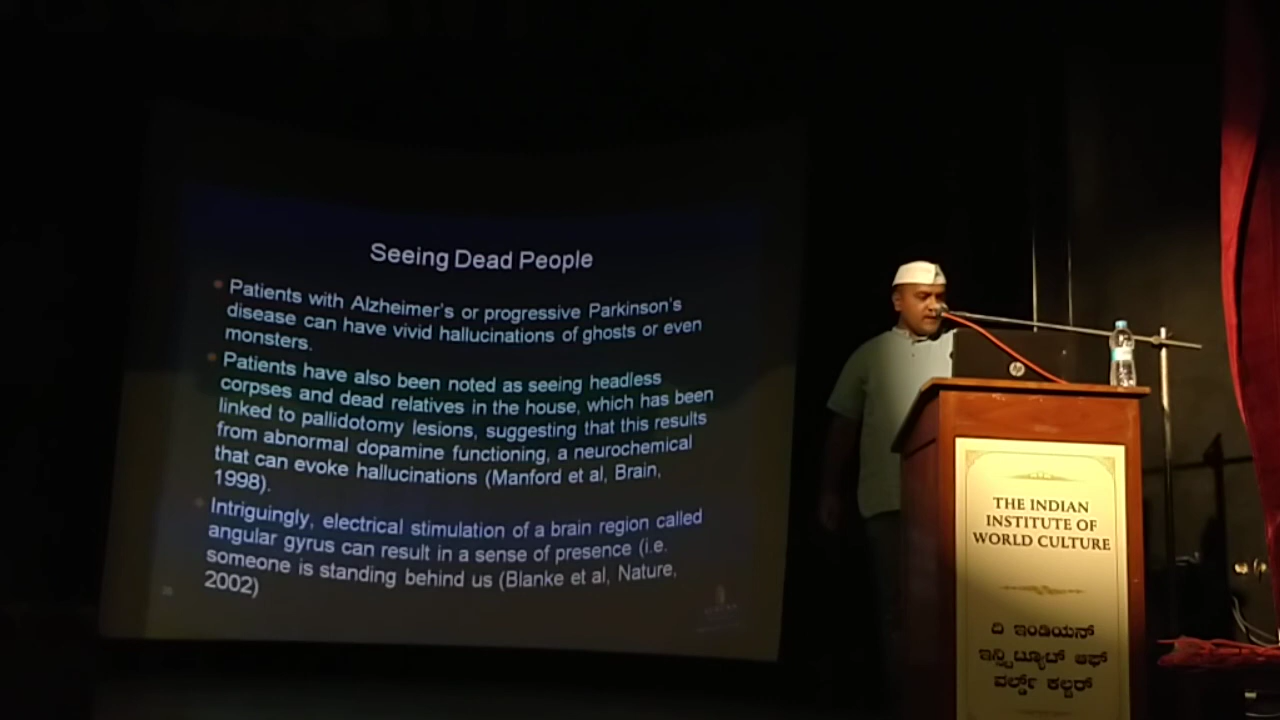 Seeing Dead People
Patients with Alzheimer's or progressive Parkinson's
disease can have vivid hallucinations of ghosts or even
monsters.
Patients have also been noted as seeing headless
corpses and dead relatives in the house, which has been
linked to pallidotomy lesions, suggesting that this results
from abnormal dopamine functioning, a neurochemical
that can evoke hallucinations (Manford et al, Brain,
1998).
Intriguingly, electrical stimulation of a brain region called
angular gyrus can result in a sense of presence (i.e.
someone is standing behind us (Blanke et al, Nature,
2002)
hp
THE INDIAN
INSTITUTE OF
WORLD CULTURE
ದಿ ಇಂಡಿಯನ್
ಇನ್ಸ್ಟಿಟ್ಯೂಟ್ ಆಫ್
ವರ್ಲ್ಡ್ ಕಲ್ಚರ್